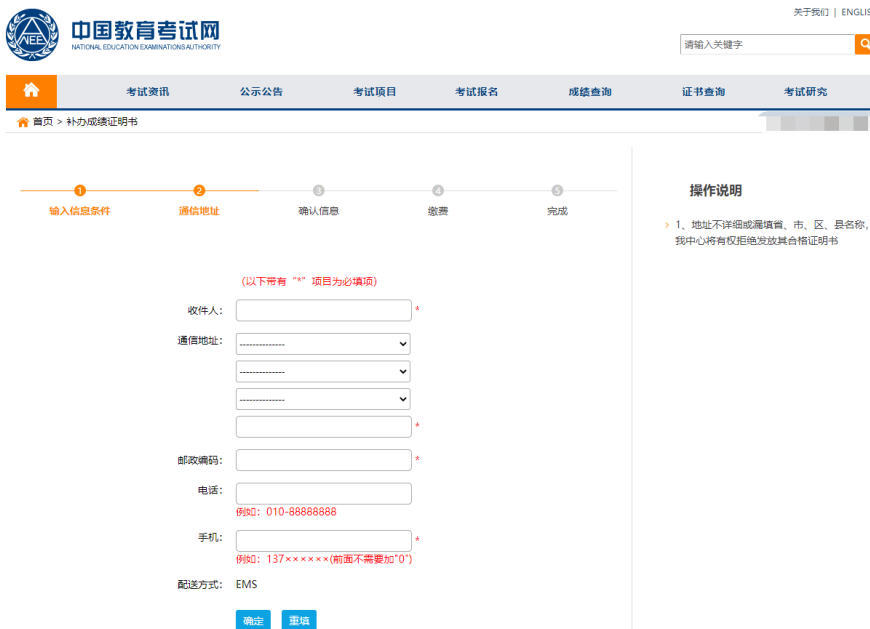 关于我们 | ENGLIS
NEEA
中国教育考试网
NATIONAL EDUCATION EXAMINATIONS AUTHORITY
请输入关键字
考试资讯 公示公告 考试项目 考试报名 成绩查询 证书查询 考试研究
首页 > 补办成绩证明书
1 2 3 4 5
输入信息条件 通信地址 确认信息 缴费 完成
操作说明
> 1、地址不详细或漏填省、市、区、县名称，
我中心将有权拒绝发放其合格证明书
（以下带有 "*" 项目为必填项）
收件人： *
通信地址： --------------
--------------
--------------
*
邮政编码： *
电话：
例如：010-88888888
手机： *
例如：137××××××(前面不需要加"0")
配送方式： EMS
确定 重填